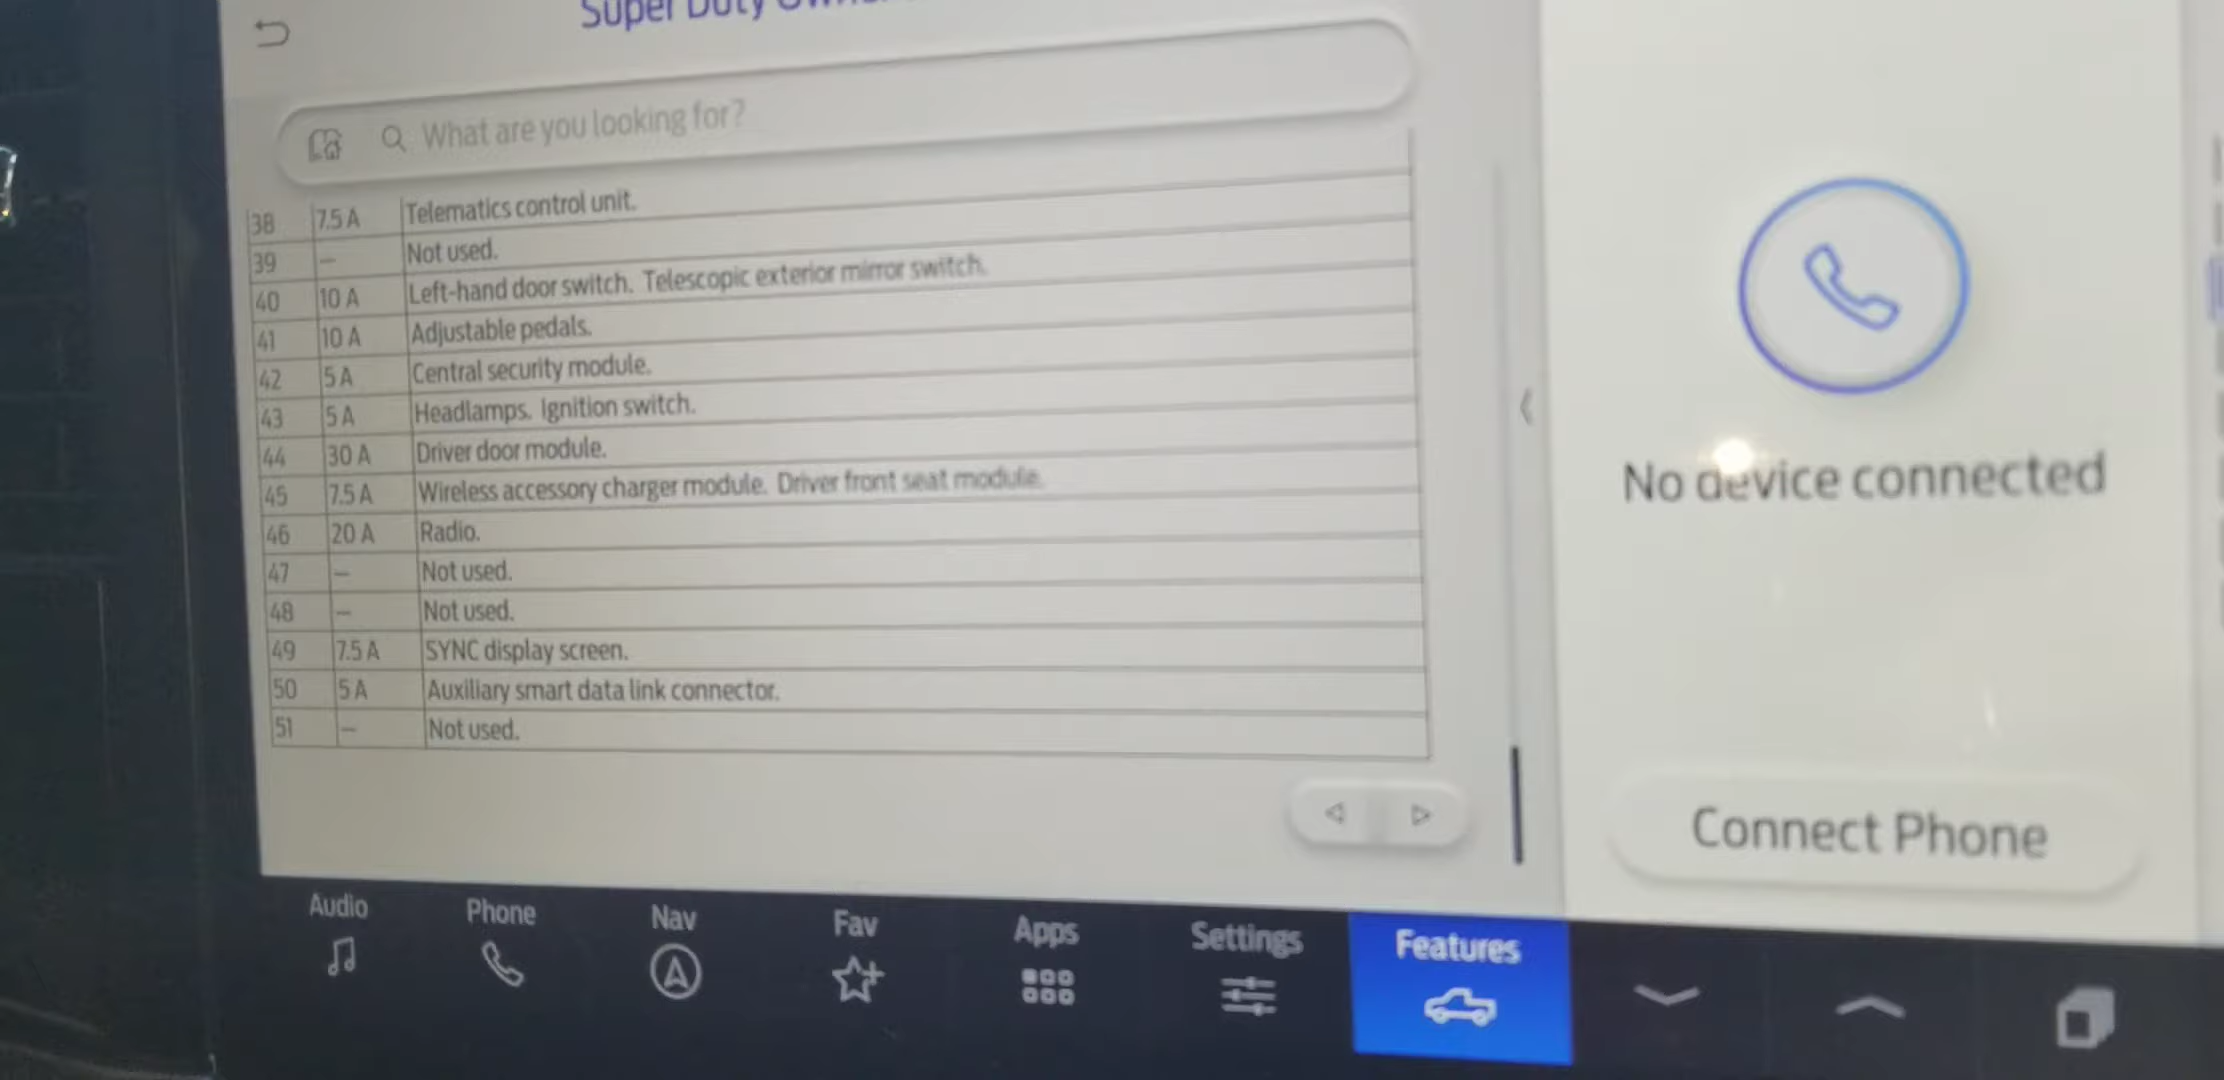 Super Duty
What are you looking for?
38 7.5 A Telematics control unit.
39 — Not used.
40 10 A Left-hand door switch. Telescopic exterior mirror switch.
41 10 A Adjustable pedals.
42 5 A Central security module.
43 5 A Headlamps. Ignition switch.
44 30 A Driver door module.
45 7.5 A Wireless accessory charger module. Driver front seat module.
46 20 A Radio.
47 — Not used.
48 — Not used.
49 7.5 A SYNC display screen.
50 5 A Auxiliary smart data link connector.
51 — Not used.
No device connected
Connect Phone
Audio Phone Nav Fav Apps Settings Features